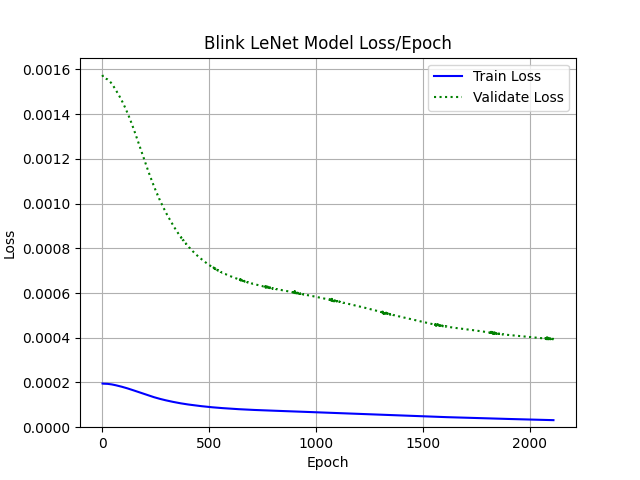 Blink LeNet Model Loss/Epoch
Train Loss
Validate Loss
0.0016
0.0014
0.0012
0.0010
0.0008
0.0006
0.0004
0.0002
0.0000
Loss
0 500 1000 1500 2000
Epoch